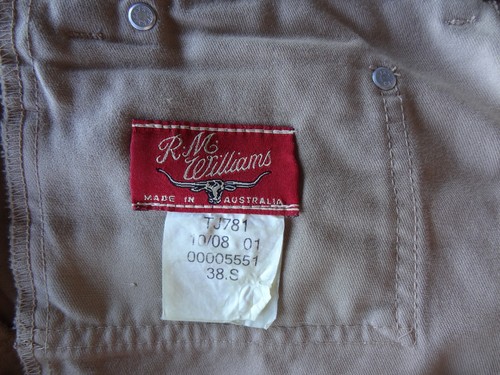 R.M.
Williams
MADE IN AUSTRALIA
TJ781
10/08 01
00005551
38.S